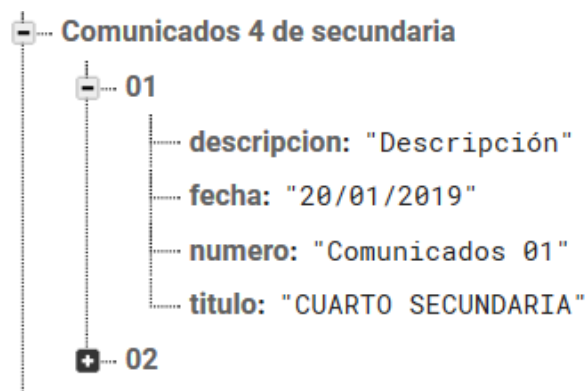 Comunicados 4 de secundaria
01
descripcion: "Descripción"
fecha: "20/01/2019"
numero: "Comunicados 01"
titulo: "CUARTO SECUNDARIA"
02